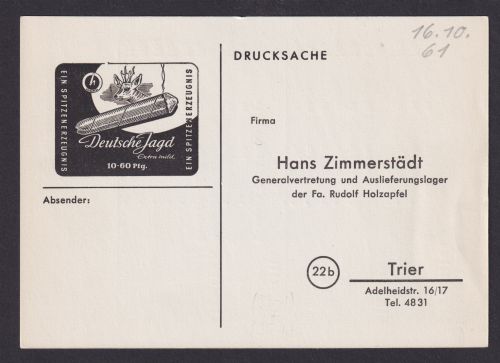 16.10.
61
DRUCKSACHE
EIN SPITZENERZEUGNIS
h
Deutsche Jagd
Extra mild
10-60 Pfg.
EIN SPITZENERZEUGNIS
Absender:
Firma
Hans Zimmerstädt
Generalvertretung und Auslieferungslager
der Fa. Rudolf Holzapfel
22b
Trier
Adelheidstr. 16/17
Tel. 4831